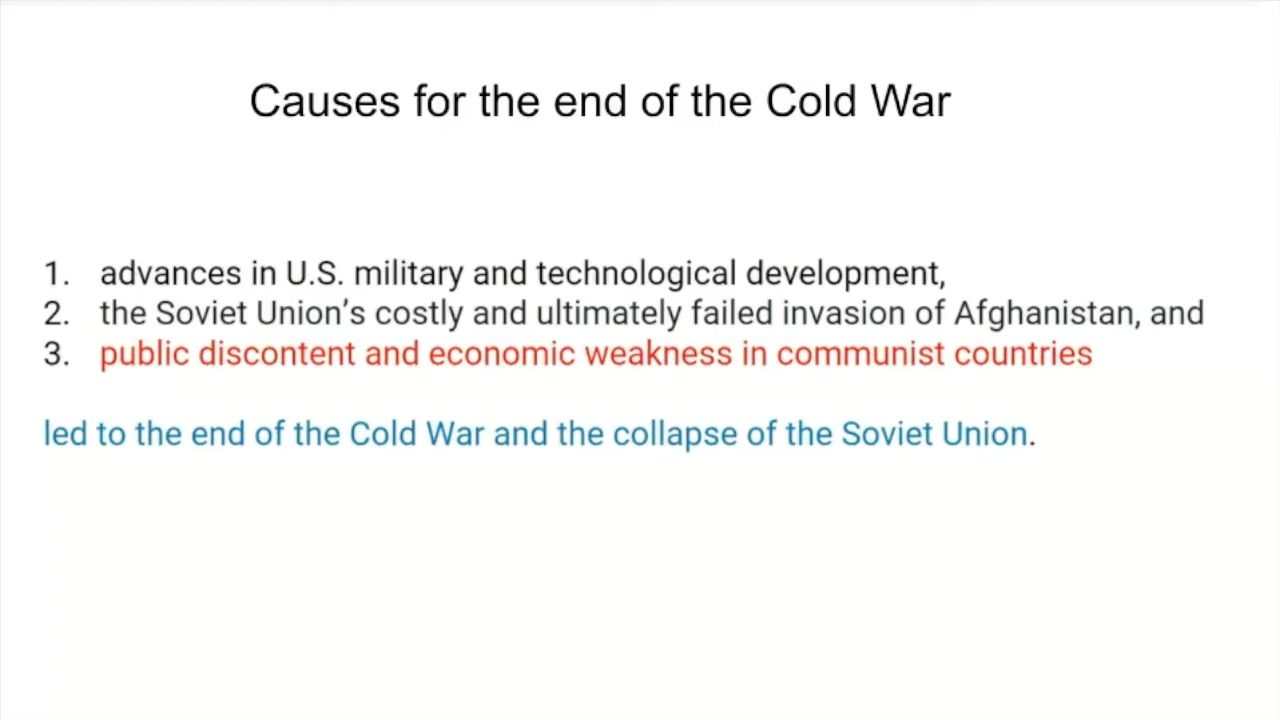 Causes for the end of the Cold War
1. advances in U.S. military and technological development,
2. the Soviet Union’s costly and ultimately failed invasion of Afghanistan, and
3. public discontent and economic weakness in communist countries
led to the end of the Cold War and the collapse of the Soviet Union.